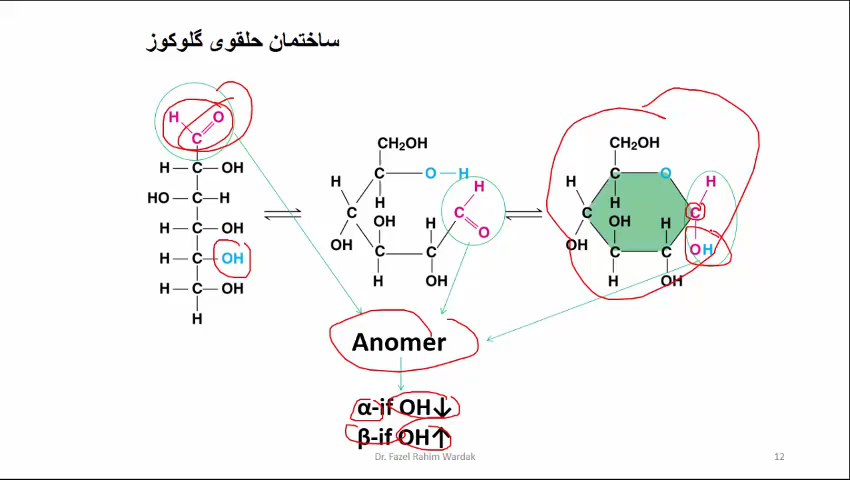 ساختمان حلقوی گلوکوز
H O
C
H C OH
HO C H
H C OH
H C OH
H C OH
H
CH₂OH
C O H
H H H
C OH C
OH H O
C C
H OH
CH₂OH
C O
H H H
C OH H C
OH O H
C C
H OH
Anomer
α-if OH↓
β-if OH↑
Dr. Fazel Rahim Wardak
12